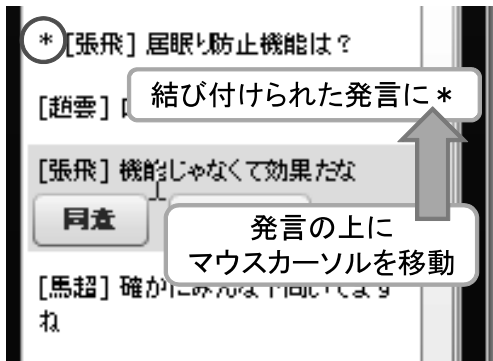 * [張飛] 居眠り防止機能は？
結び付けられた発言に*
[趙雲]
[張飛] 機能じゃなくて効果だな
同意
発言の上に
マウスカーソルを移動
[馬超] 確かにみんな下向いてます
ね